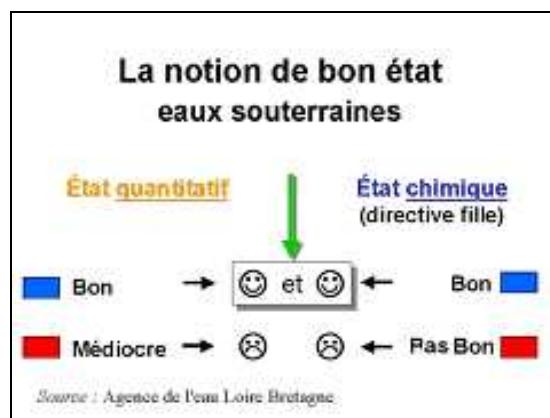 La notion de bon état
eaux souterraines
État quantitatif
État chimique
(directive fille)
Bon
et
Bon
Médiocre
Pas Bon
Source : Agence de l'eau Loire Bretagne